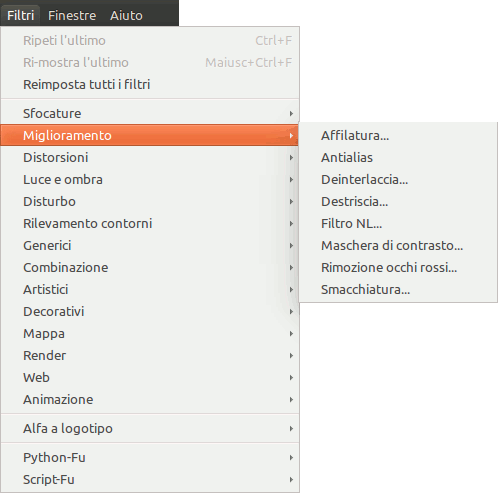 Filtri Finestre Aiuto
Ripeti l'ultimo Ctrl+F
Ri-mostra l'ultimo Maiusc+Ctrl+F
Reimposta tutti i filtri
Sfocature
Miglioramento
Distorsioni
Luce e ombra
Disturbo
Rilevamento contorni
Generici
Combinazione
Artistici
Decorativi
Mappa
Render
Web
Animazione
Alfa a logotipo
Python-Fu
Script-Fu
Affilatura...
Antialias
Deinterlaccia...
Destriscia...
Filtro NL...
Maschera di contrasto...
Rimozione occhi rossi...
Smacchiatura...